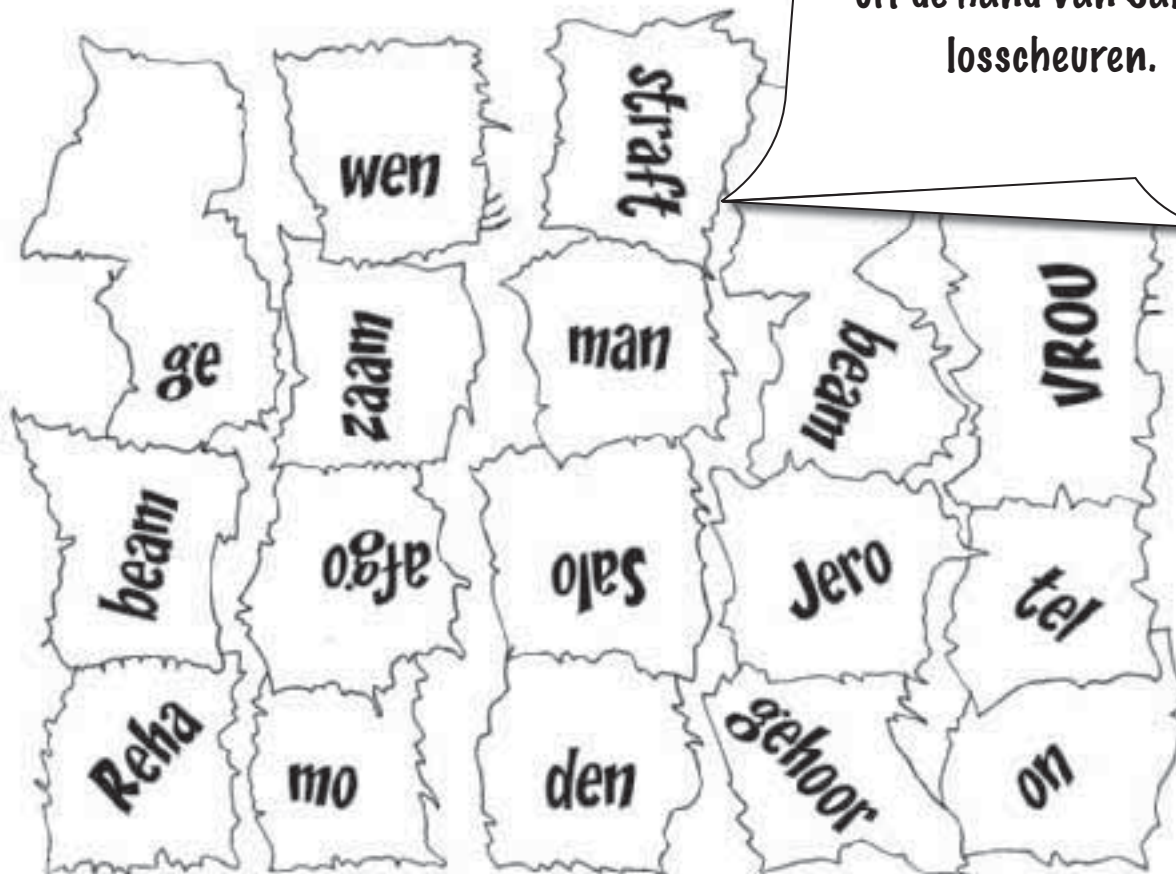 losscheuren.
wen
straft
ge
zaam
man
beam
VROU
beam
afgo
Salo
Jero
tel
Reha
mo
den
gehoor
on